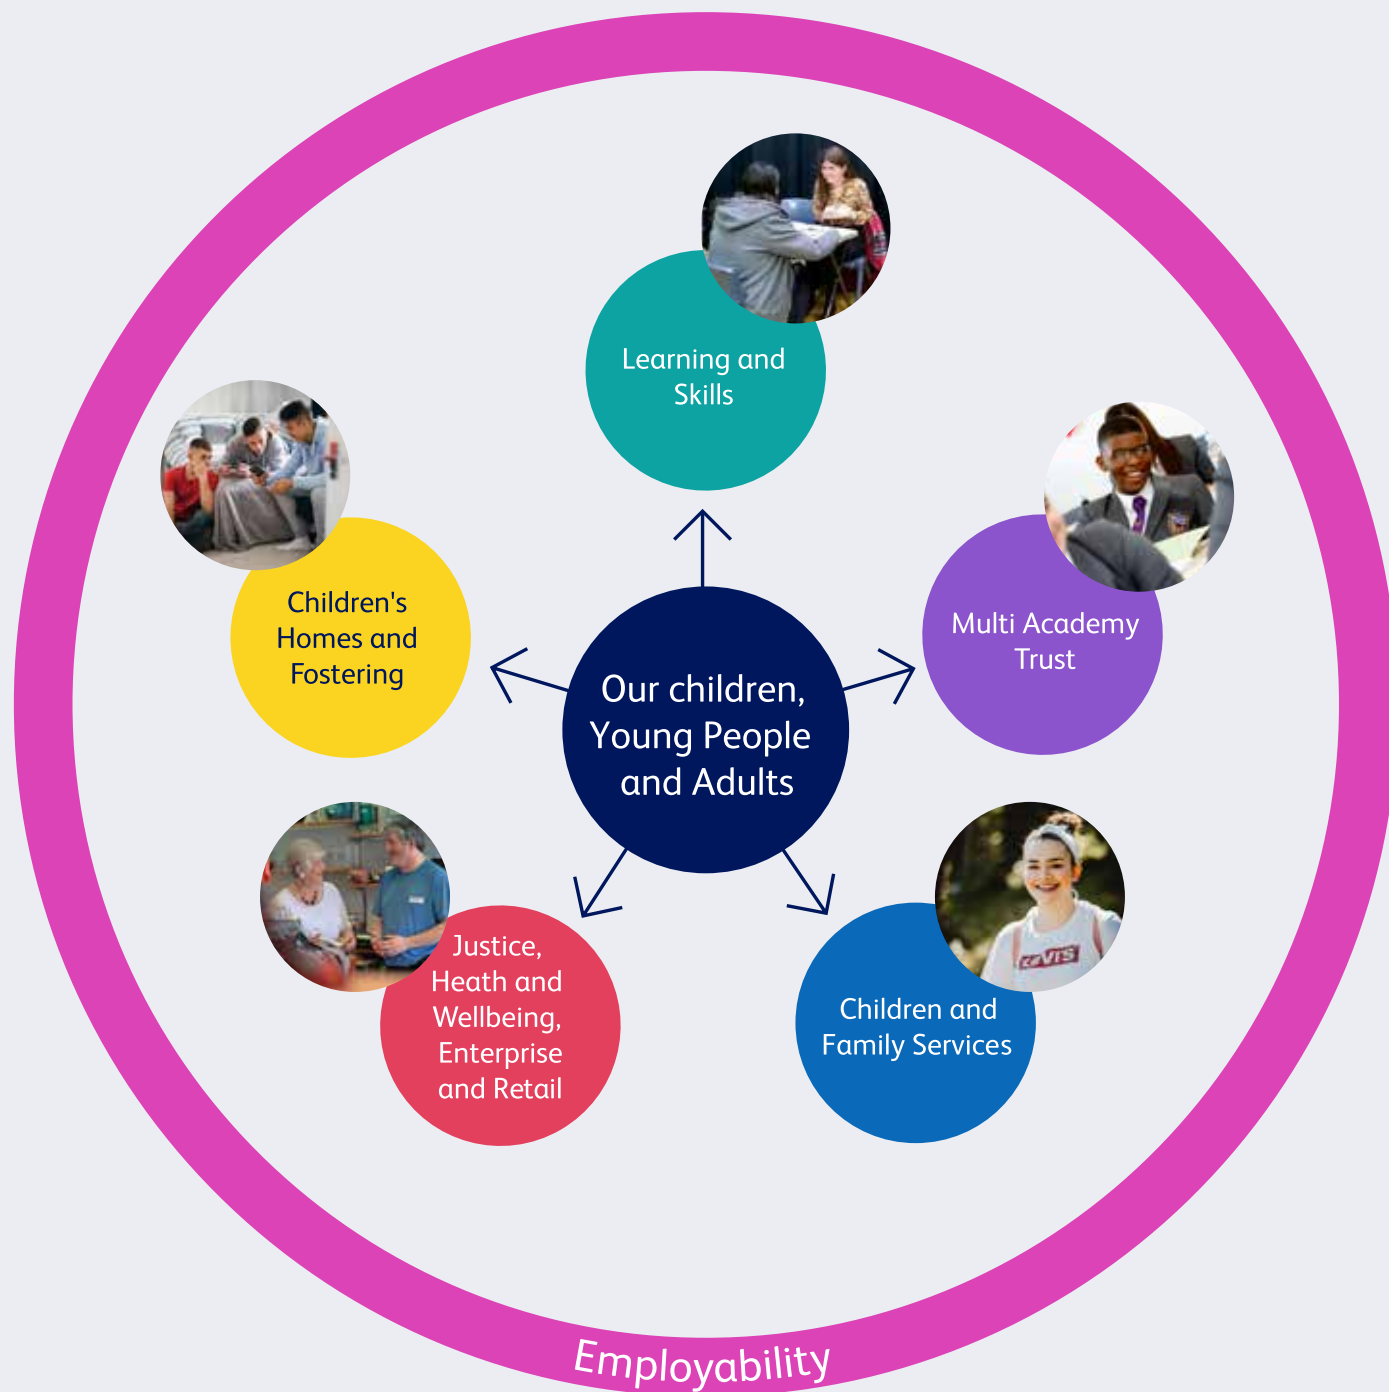 Learning and
Skills
Children's
Homes and
Fostering
Multi Academy
Trust
Our children,
Young People
and Adults
Justice,
Heath and
Wellbeing,
Enterprise
and Retail
Children and
Family Services
LEVI'S
Employability